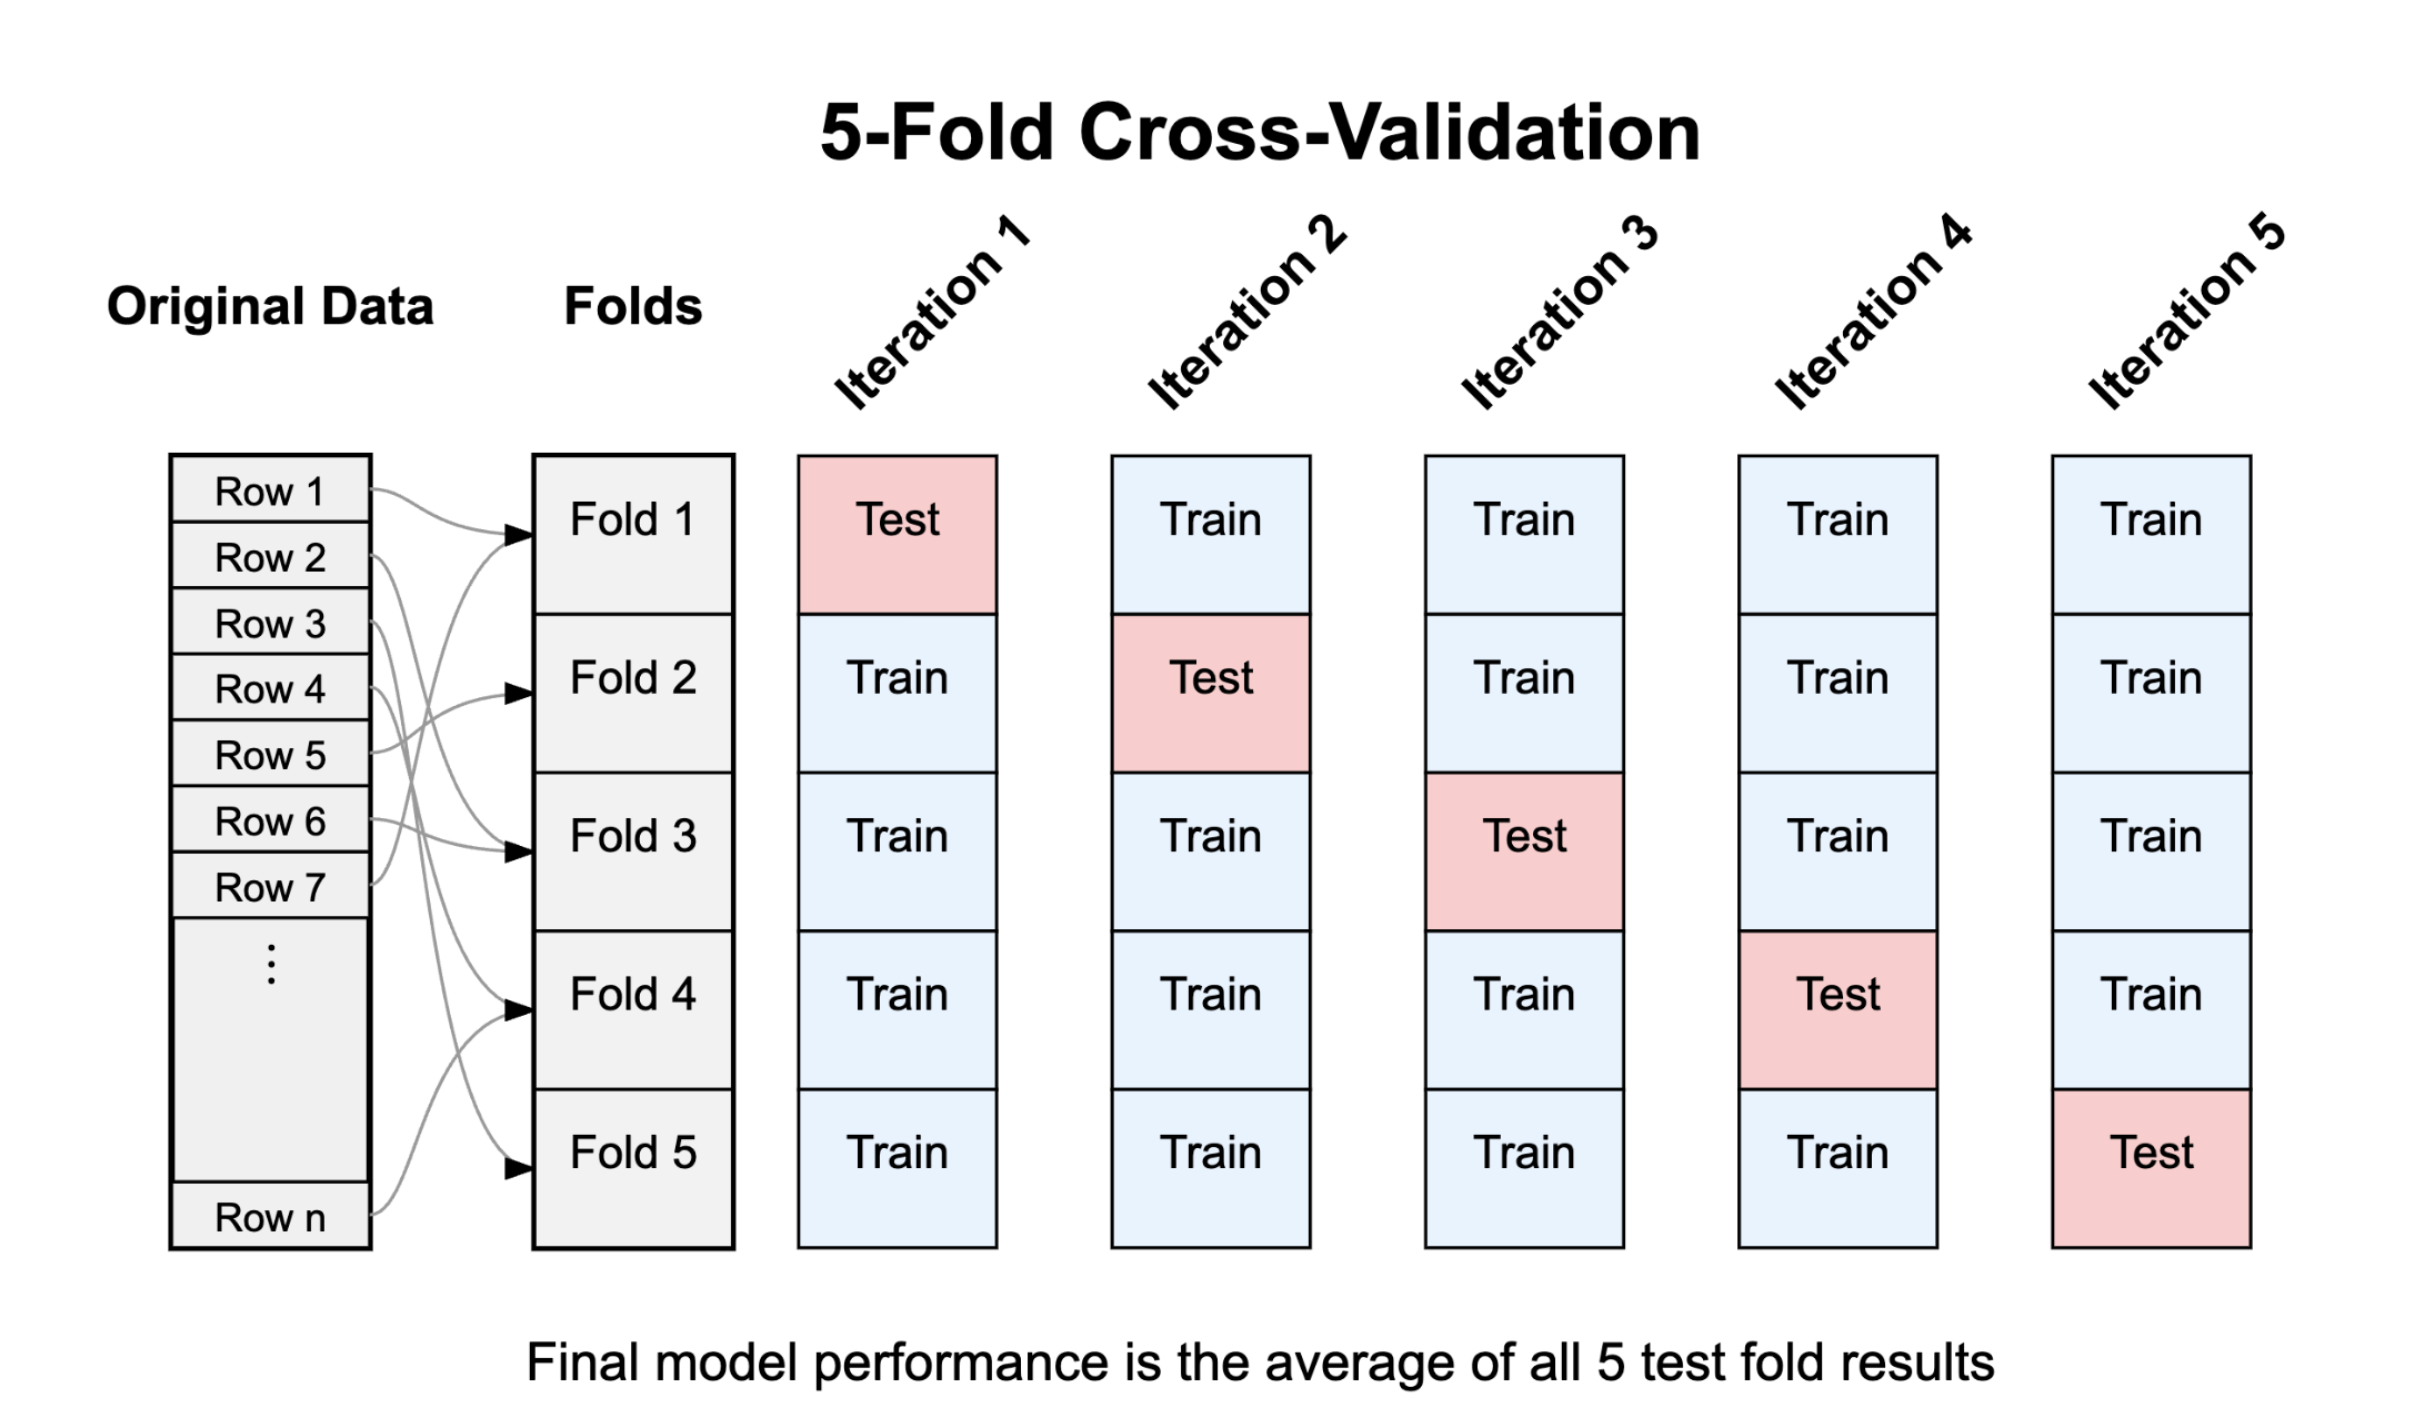 5-Fold Cross-Validation
Original Data
Folds
Iteration 1
Iteration 2
Iteration 3
Iteration 4
Iteration 5
Row 1
Row 2
Row 3
Row 4
Row 5
Row 6
Row 7
⋮
Row n
Fold 1
Fold 2
Fold 3
Fold 4
Fold 5
Test
Train
Train
Train
Train
Train
Test
Train
Train
Train
Train
Train
Test
Train
Train
Train
Train
Train
Test
Train
Train
Train
Train
Train
Test
Final model performance is the average of all 5 test fold results